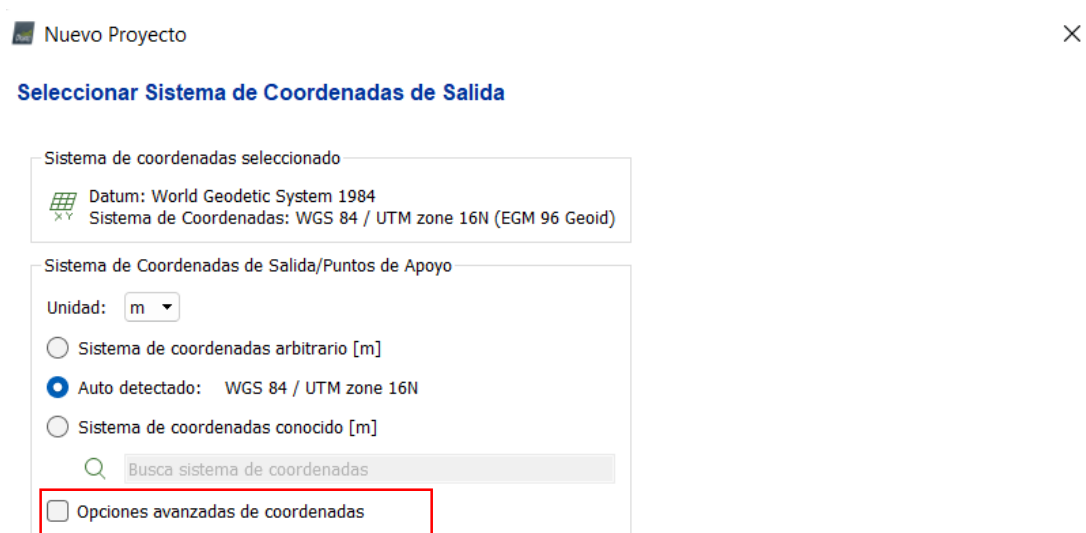 Nuevo Proyecto
Seleccionar Sistema de Coordenadas de Salida
Sistema de coordenadas seleccionado
Datum: World Geodetic System 1984
Sistema de Coordenadas: WGS 84 / UTM zone 16N (EGM 96 Geoid)
Sistema de Coordenadas de Salida/Puntos de Apoyo
Unidad: m
Sistema de coordenadas arbitrario [m]
Auto detectado: WGS 84 / UTM zone 16N
Sistema de coordenadas conocido [m]
Busca sistema de coordenadas
Opciones avanzadas de coordenadas